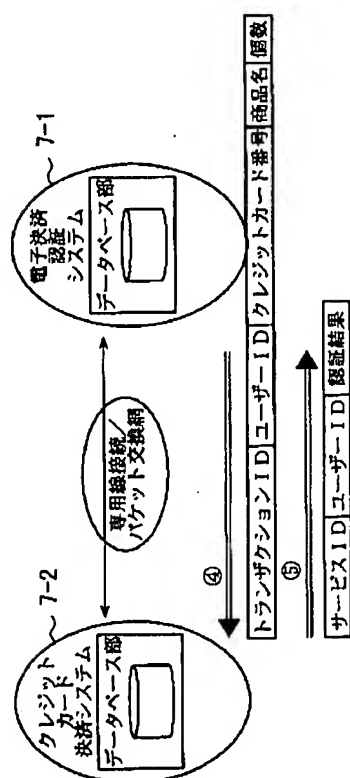 7-2
クレジット
カード
決済システム
データベース部
専用線接続/
パケット交換網
7-1
電子決済
認証
システム
データベース部
④
トランザクションID ユーザーID クレジットカード番号 商品名 個数
⑤
サービスID ユーザーID 認証結果